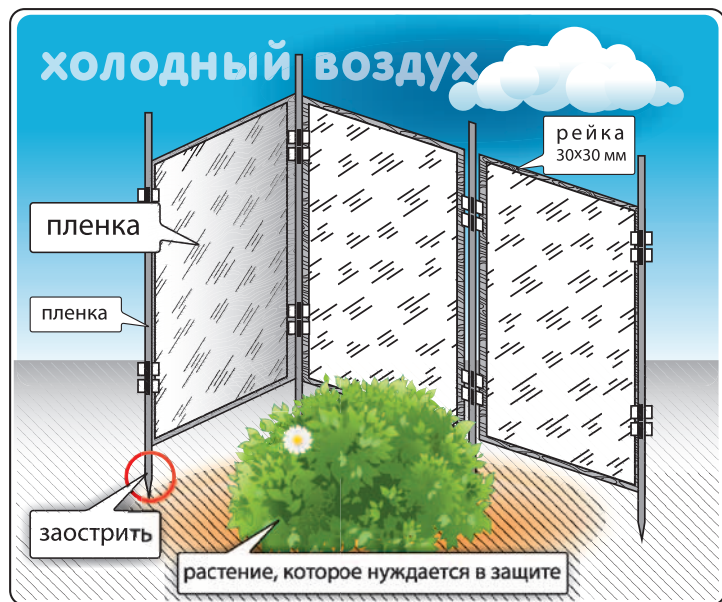 холодный воздух
рейка
30×30 мм
пленка
пленка
заострить
растение, которое нуждается в защите